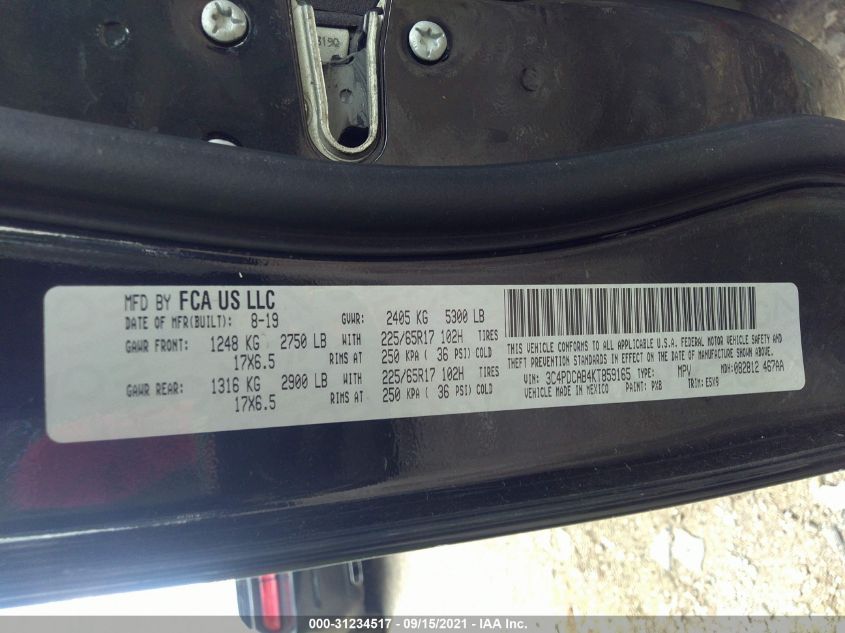 819Q
MFD BY FCA US LLC
DATE OF MFR(BUILT): 8-19 GVWR: 2405 KG 5300 LB
GAWR FRONT: 1248 KG 2750 LB WITH 225/65R17 102H TIRES
17X6.5 RIMS AT 250 KPA ( 36 PSI) COLD
GAWR REAR: 1316 KG 2900 LB WITH 225/65R17 102H TIRES
17X6.5 RIMS AT 250 KPA ( 36 PSI) COLD
THIS VEHICLE CONFORMS TO ALL APPLICABLE U.S.A. FEDERAL MOTOR VEHICLE SAFETY AND
THEFT PREVENTION STANDARDS IN EFFECT ON THE DATE OF MANUFACTURE SHOWN ABOVE.
VIN: 3C4PDCAB4KT859165 TYPE: MPV MDH: 082812 467AA
VEHICLE MADE IN MEXICO PAINT: PXB TRIM: ESX9
000-31234517 - 09/15/2021 - IAA Inc.